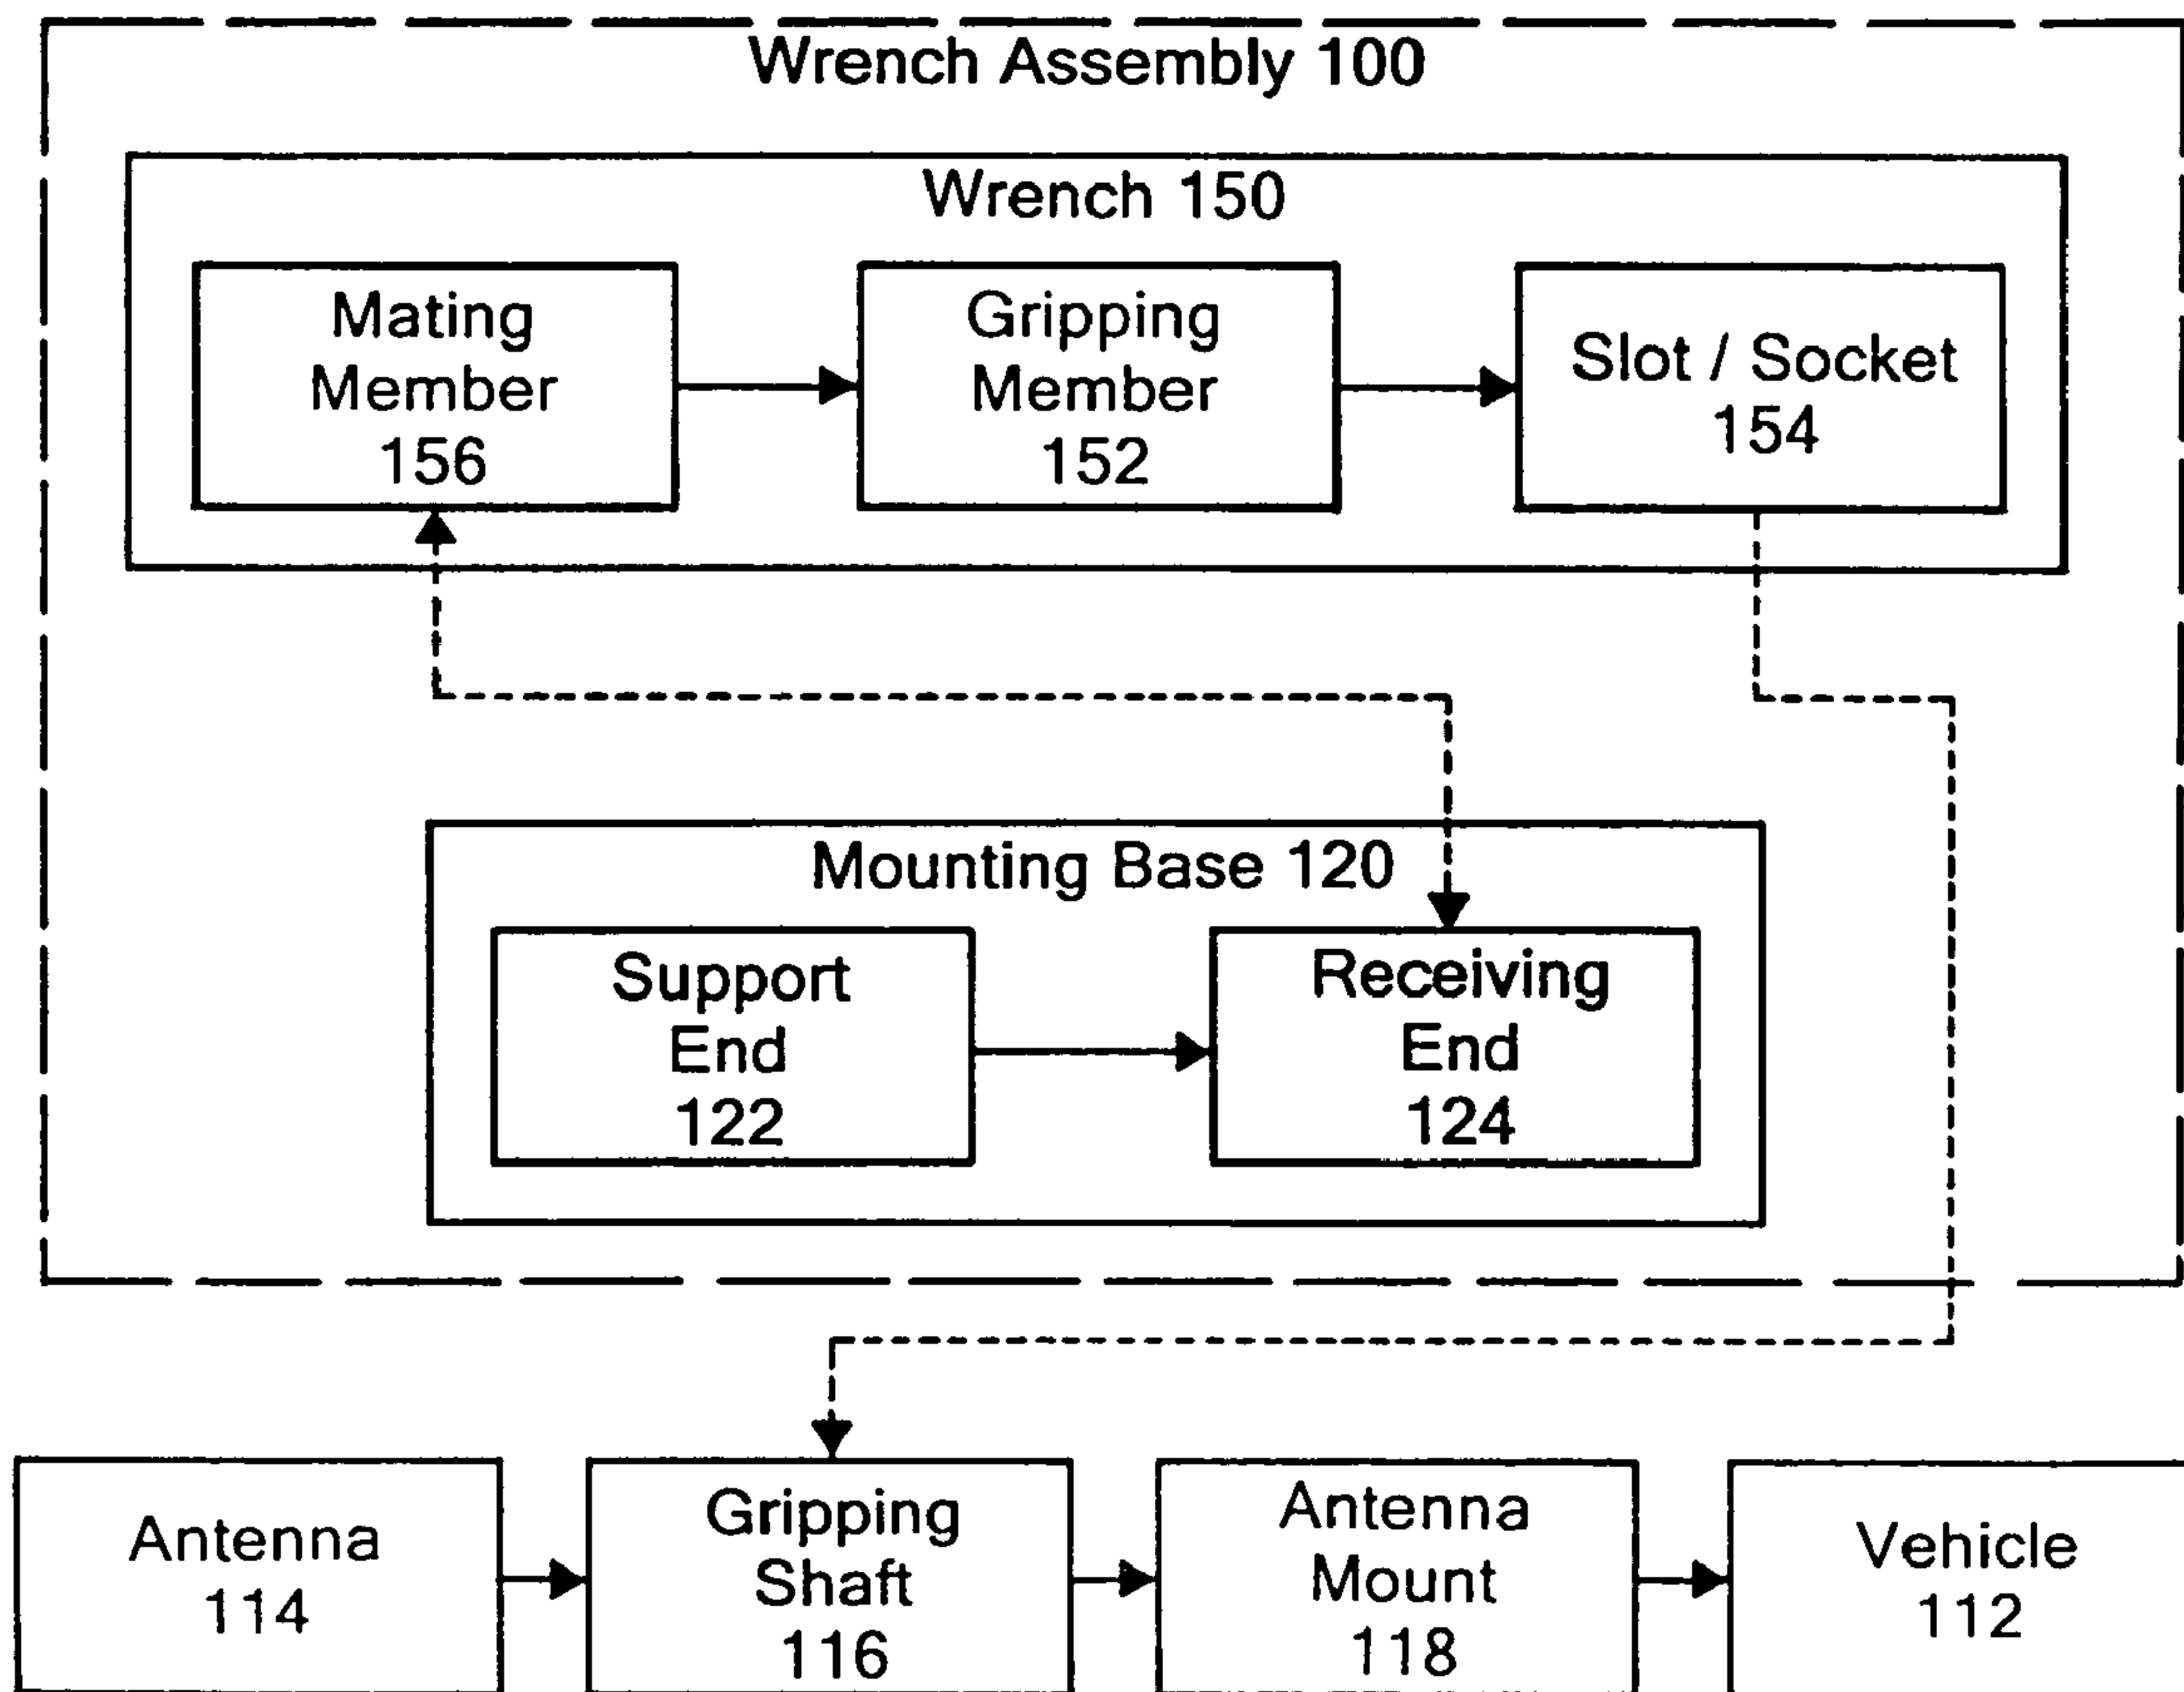 Wrench Assembly 100
Wrench 150
Mating
Member
156
Gripping
Member
152
Slot / Socket
154
Mounting Base 120
Support
End
122
Receiving
End
124
Antenna
114
Gripping
Shaft
116
Antenna
Mount
118
Vehicle
112